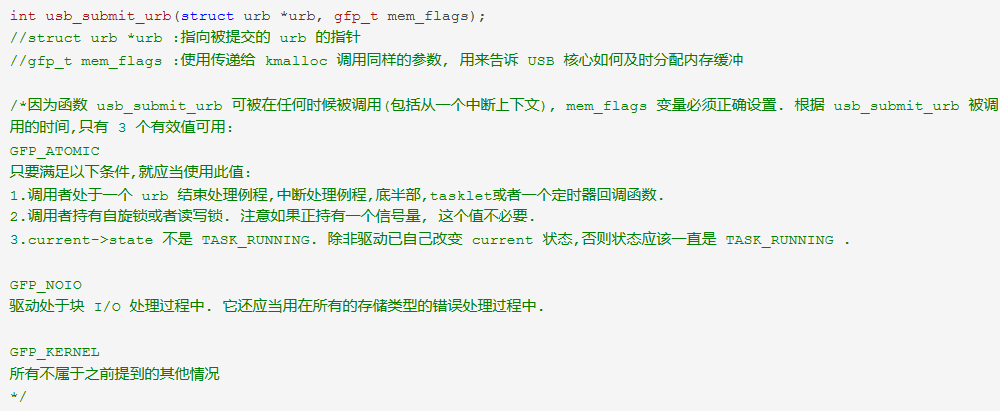 int usb_submit_urb(struct urb *urb, gfp_t mem_flags);
//struct urb *urb :指向被提交的 urb 的指针
//gfp_t mem_flags :使用传递给 kmalloc 调用同样的参数, 用来告诉 USB 核心如何及时分配内存缓冲
/*因为函数 usb_submit_urb 可被在任何时候被调用(包括从一个中断上下文), mem_flags 变量必须正确设置. 根据 usb_submit_urb 被调
用的时间,只有 3 个有效值可用:
GFP_ATOMIC
只要满足以下条件,就应当使用此值:
1.调用者处于一个 urb 结束处理例程,中断处理例程,底半部,tasklet或者一个定时器回调函数.
2.调用者持有自旋锁或者读写锁. 注意如果正持有一个信号量, 这个值不必要.
3.current->state 不是 TASK_RUNNING. 除非驱动已自己改变 current 状态,否则状态应该一直是 TASK_RUNNING .
GFP_NOIO
驱动处于块 I/O 处理过程中. 它还应当用在所有的存储类型的错误处理过程中.
GFP_KERNEL
所有不属于之前提到的其他情况
*/